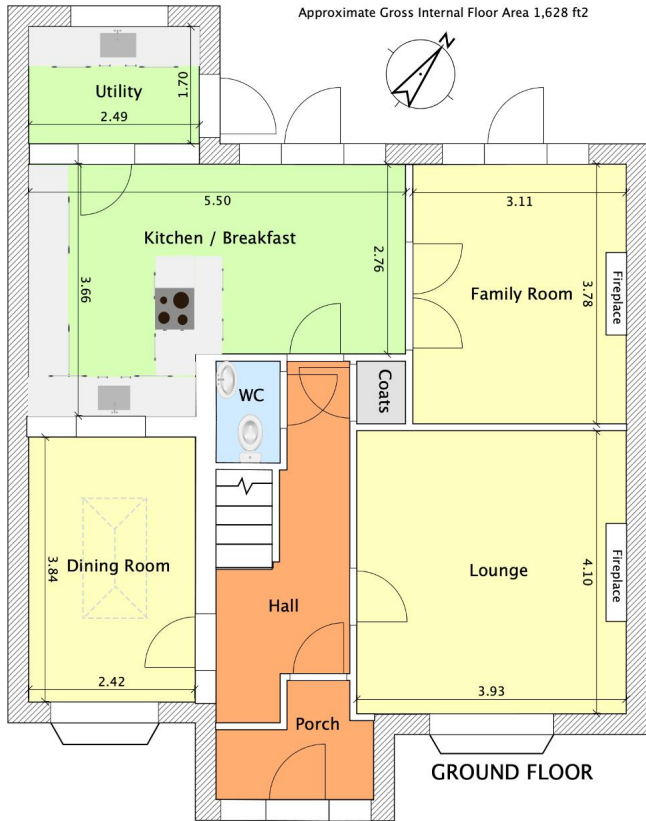 Approximate Gross Internal Floor Area 1,628 ft2
N
Utility
1.70
2.49
5.50
3.11
Kitchen / Breakfast
2.76
3.66
Family Room
3.78
Fireplace
WC
Coats
Dining Room
3.84
Hall
Lounge
4.10
Fireplace
2.42
3.93
Porch
GROUND FLOOR